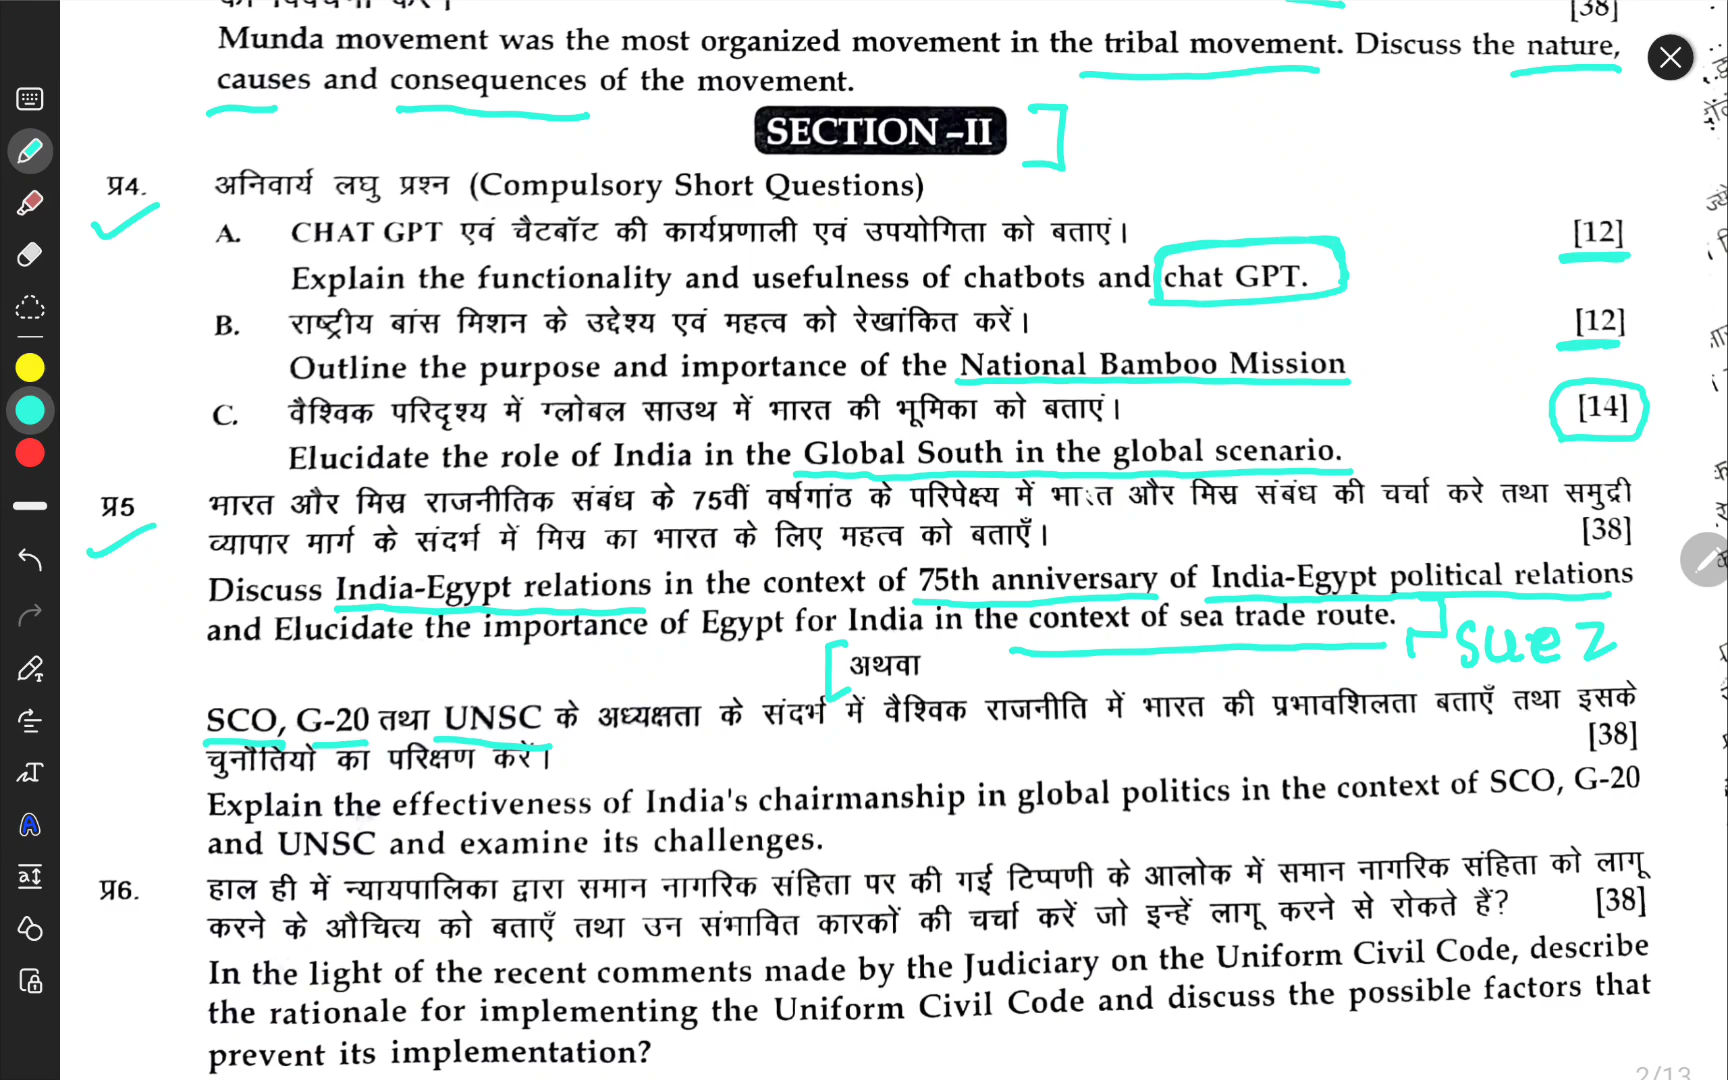 [38]
Munda movement was the most organized movement in the tribal movement. Discuss the nature,
causes and consequences of the movement.
SECTION-II
प्र4. अनिवार्य लघु प्रश्न (Compulsory Short Questions)
A. CHAT GPT एवं चैटबॉट की कार्यप्रणाली एवं उपयोगिता को बताएं। [12]
Explain the functionality and usefulness of chatbots and chat GPT.
B. राष्ट्रीय बांस मिशन के उद्देश्य एवं महत्व को रेखांकित करें। [12]
Outline the purpose and importance of the National Bamboo Mission
C. वैश्विक परिदृश्य में ग्लोबल साउथ में भारत की भूमिका को बताएं। [14]
Elucidate the role of India in the Global South in the global scenario.
प्र5 भारत और मिस्र राजनीतिक संबंध के 75वीं वर्षगांठ के परिपेक्ष्य में भारत और मिस्र संबंध की चर्चा करे तथा समुद्री
व्यापार मार्ग के संदर्भ में मिस्र का भारत के लिए महत्व को बताएँ। [38]
Discuss India-Egypt relations in the context of 75th anniversary of India-Egypt political relations
and Elucidate the importance of Egypt for India in the context of sea trade route.
suez
अथवा
SCO, G-20 तथा UNSC के अध्यक्षता के संदर्भ में वैश्विक राजनीति में भारत की प्रभावशिलता बताएँ तथा इसके
चुनौतियों का परिक्षण करें। [38]
Explain the effectiveness of India's chairmanship in global politics in the context of SCO, G-20
and UNSC and examine its challenges.
प्र6. हाल ही में न्यायपालिका द्वारा समान नागरिक संहिता पर की गई टिप्पणी के आलोक में समान नागरिक संहिता को लागू
करने के औचित्य को बताएँ तथा उन संभावित कारकों की चर्चा करें जो इन्हें लागू करने से रोकते हैं? [38]
In the light of the recent comments made by the Judiciary on the Uniform Civil Code, describe
the rationale for implementing the Uniform Civil Code and discuss the possible factors that
prevent its implementation?
2/13